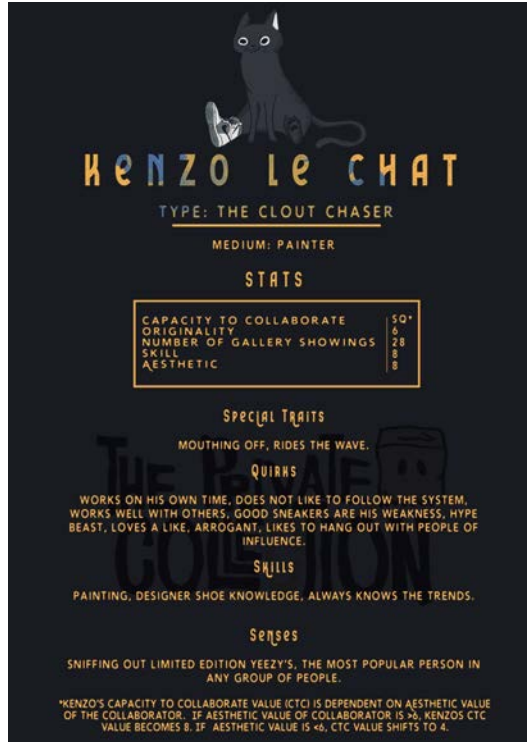 KENZO LE CHAT
TYPE: THE CLOUT CHASER
MEDIUM: PAINTER
STATS
CAPACITY TO COLLABORATE SQ*
ORIGINALITY 6
NUMBER OF GALLERY SHOWINGS 28
SKILL 8
AESTHETIC 8
Special Traits
MOUTHING OFF, RIDES THE WAVE.
Quirks
WORKS ON HIS OWN TIME, DOES NOT LIKE TO FOLLOW THE SYSTEM,
WORKS WELL WITH OTHERS, GOOD SNEAKERS ARE HIS WEAKNESS, HYPE
BEAST, LOVES A LIKE, ARROGANT, LIKES TO HANG OUT WITH PEOPLE OF
INFLUENCE.
Skills
PAINTING, DESIGNER SHOE KNOWLEDGE, ALWAYS KNOWS THE TRENDS.
Senses
SNIFFING OUT LIMITED EDITION YEEZY'S, THE MOST POPULAR PERSON IN
ANY GROUP OF PEOPLE.
*KENZO'S CAPACITY TO COLLABORATE VALUE (CTC) IS DEPENDENT ON AESTHETIC VALUE
OF THE COLLABORATOR. IF AESTHETIC VALUE OF COLLABORATOR IS >6, KENZOS CTC
VALUE BECOMES 8. IF AESTHETIC VALUE IS <6, CTC VALUE SHIFTS TO 4.
THE PRIVATE
COLLECTION